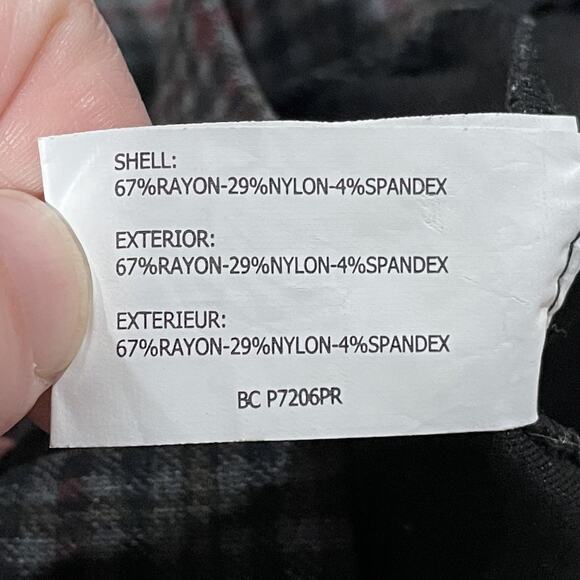 SHELL:
67%RAYON-29%NYLON-4%SPANDEX
EXTERIOR:
67%RAYON-29%NYLON-4%SPANDEX
EXTERIEUR:
67%RAYON-29%NYLON-4%SPANDEX
BC P7206PR